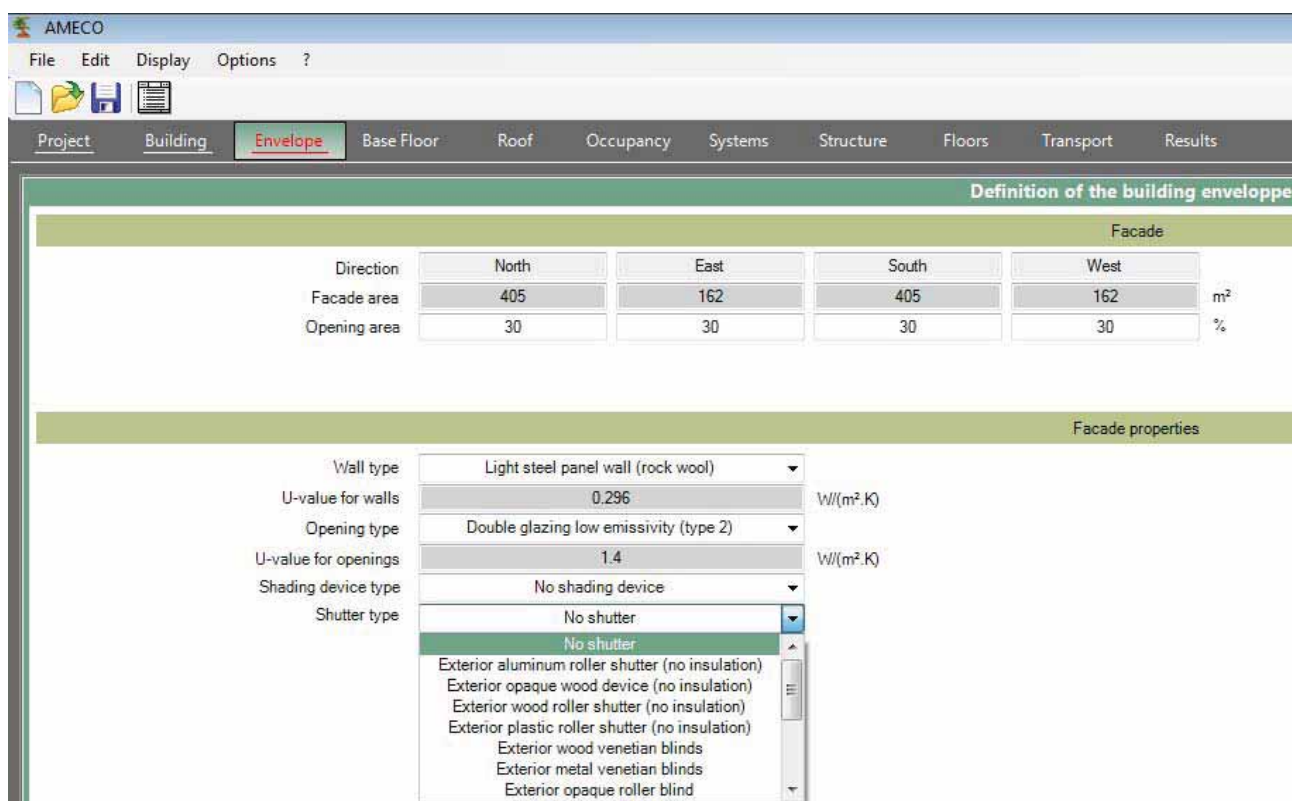 AMECO
File Edit Display Options ?
Project Building Envelope Base Floor Roof Occupancy Systems Structure Floors Transport Results
Definition of the building enveloppe
Facade
Direction North East South West
Facade area 405 162 405 162 m²
Opening area 30 30 30 30 %
Facade properties
Wall type Light steel panel wall (rock wool)
U-value for walls 0.296 W/(m².K)
Opening type Double glazing low emissivity (type 2)
U-value for openings 1.4 W/(m².K)
Shading device type No shading device
Shutter type No shutter
No shutter
Exterior aluminum roller shutter (no insulation)
Exterior opaque wood device (no insulation)
Exterior wood roller shutter (no insulation)
Exterior plastic roller shutter (no insulation)
Exterior wood venetian blinds
Exterior metal venetian blinds
Exterior opaque roller blind